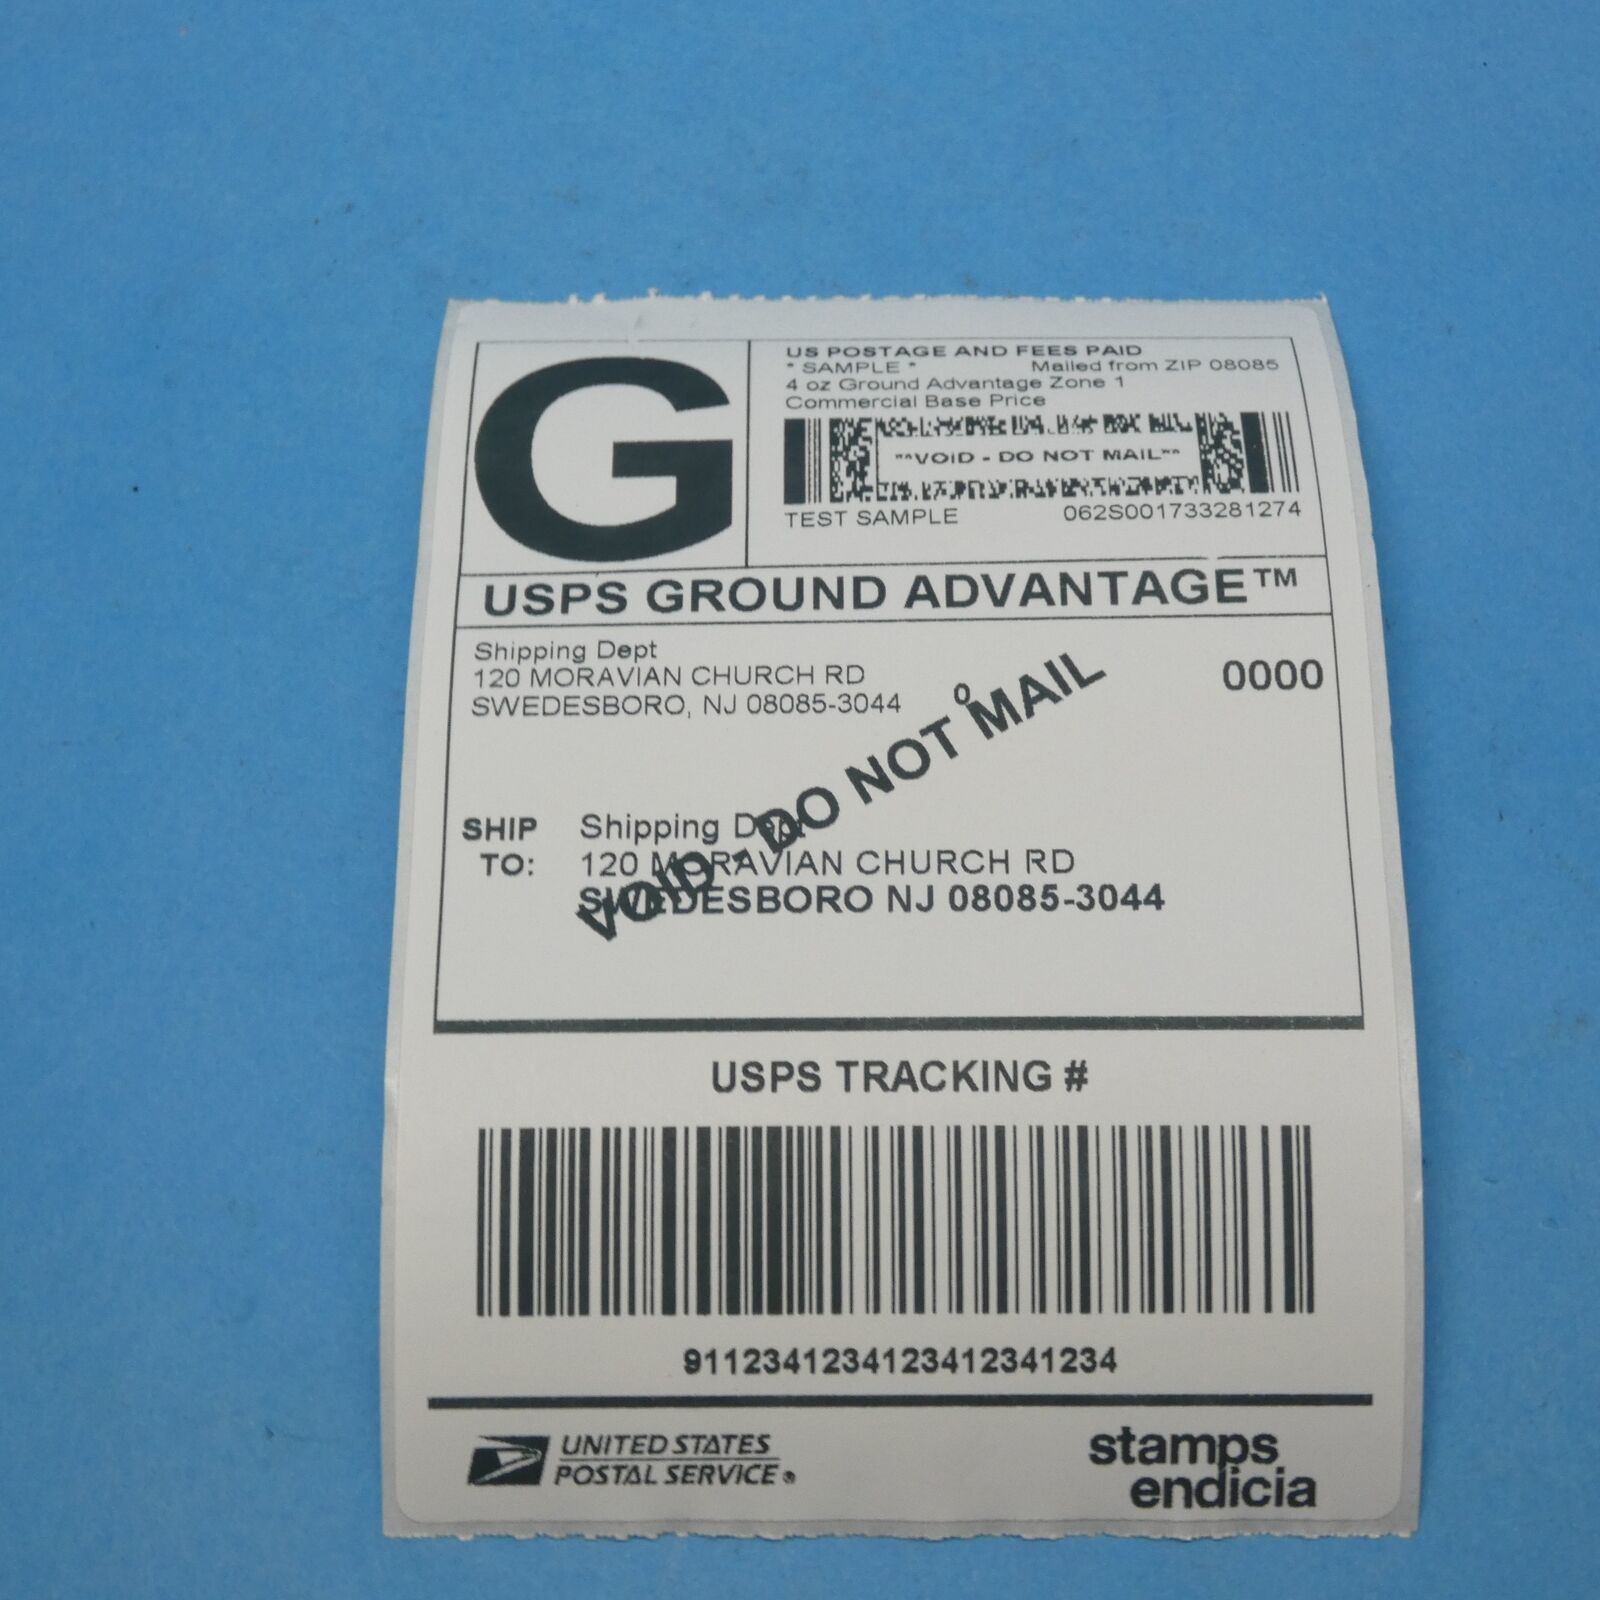 G
US POSTAGE AND FEES PAID
* SAMPLE * Mailed from ZIP 08085
4 oz Ground Advantage Zone 1
Commercial Base Price
**VOID - DO NOT MAIL**
TEST SAMPLE 062S001733281274
USPS GROUND ADVANTAGE™
Shipping Dept
120 MORAVIAN CHURCH RD 0000
SWEDESBORO, NJ 08085-3044
0
VOID - DO NOT MAIL
SHIP Shipping Dept
TO: 120 MORAVIAN CHURCH RD
SWEDESBORO NJ 08085-3044
USPS TRACKING #
9112341234123412341234
UNITED STATES
POSTAL SERVICE®
stamps
endicia